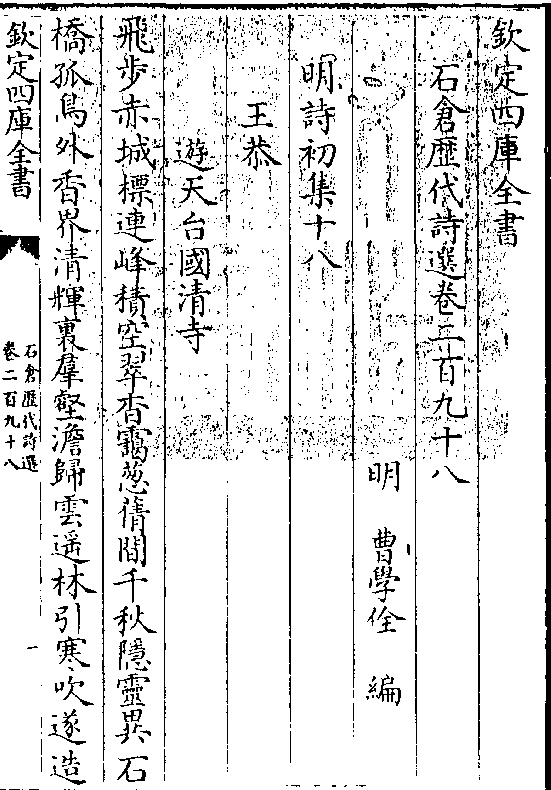 欽定四庫全書
石倉歴代詩選卷二百九十八
明 曹學佺 編
明詩初集十八
王恭
遊天台國清寺
飛步赤城標連峰積空翠杳靄葱蒨間千秋隱靈異石
橋孤鳥外香界清輝裏羣壑澹歸雲遥林引寒吹遂造
欽定四庫全書
石倉歴代詩選
卷二百九十八
一